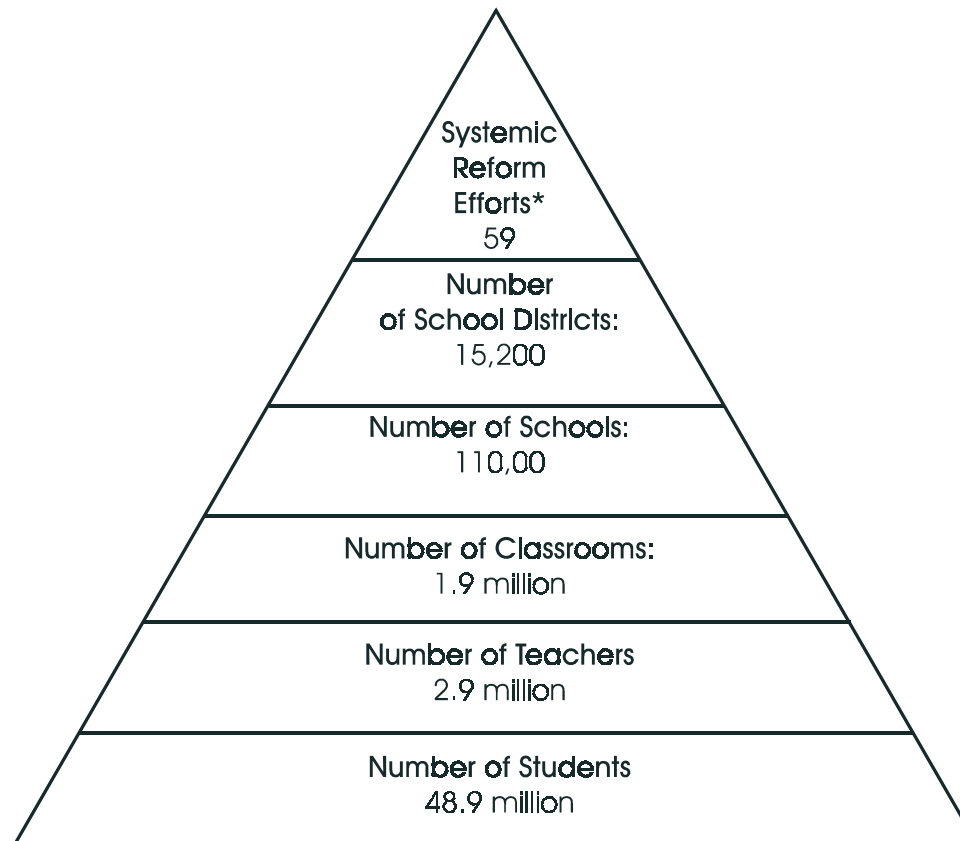 Systemic
Reform
Efforts*
59
Number
of School Districts:
15,200
Number of Schools:
110,00
Number of Classrooms:
1.9 million
Number of Teachers
2.9 million
Number of Students
48.9 million